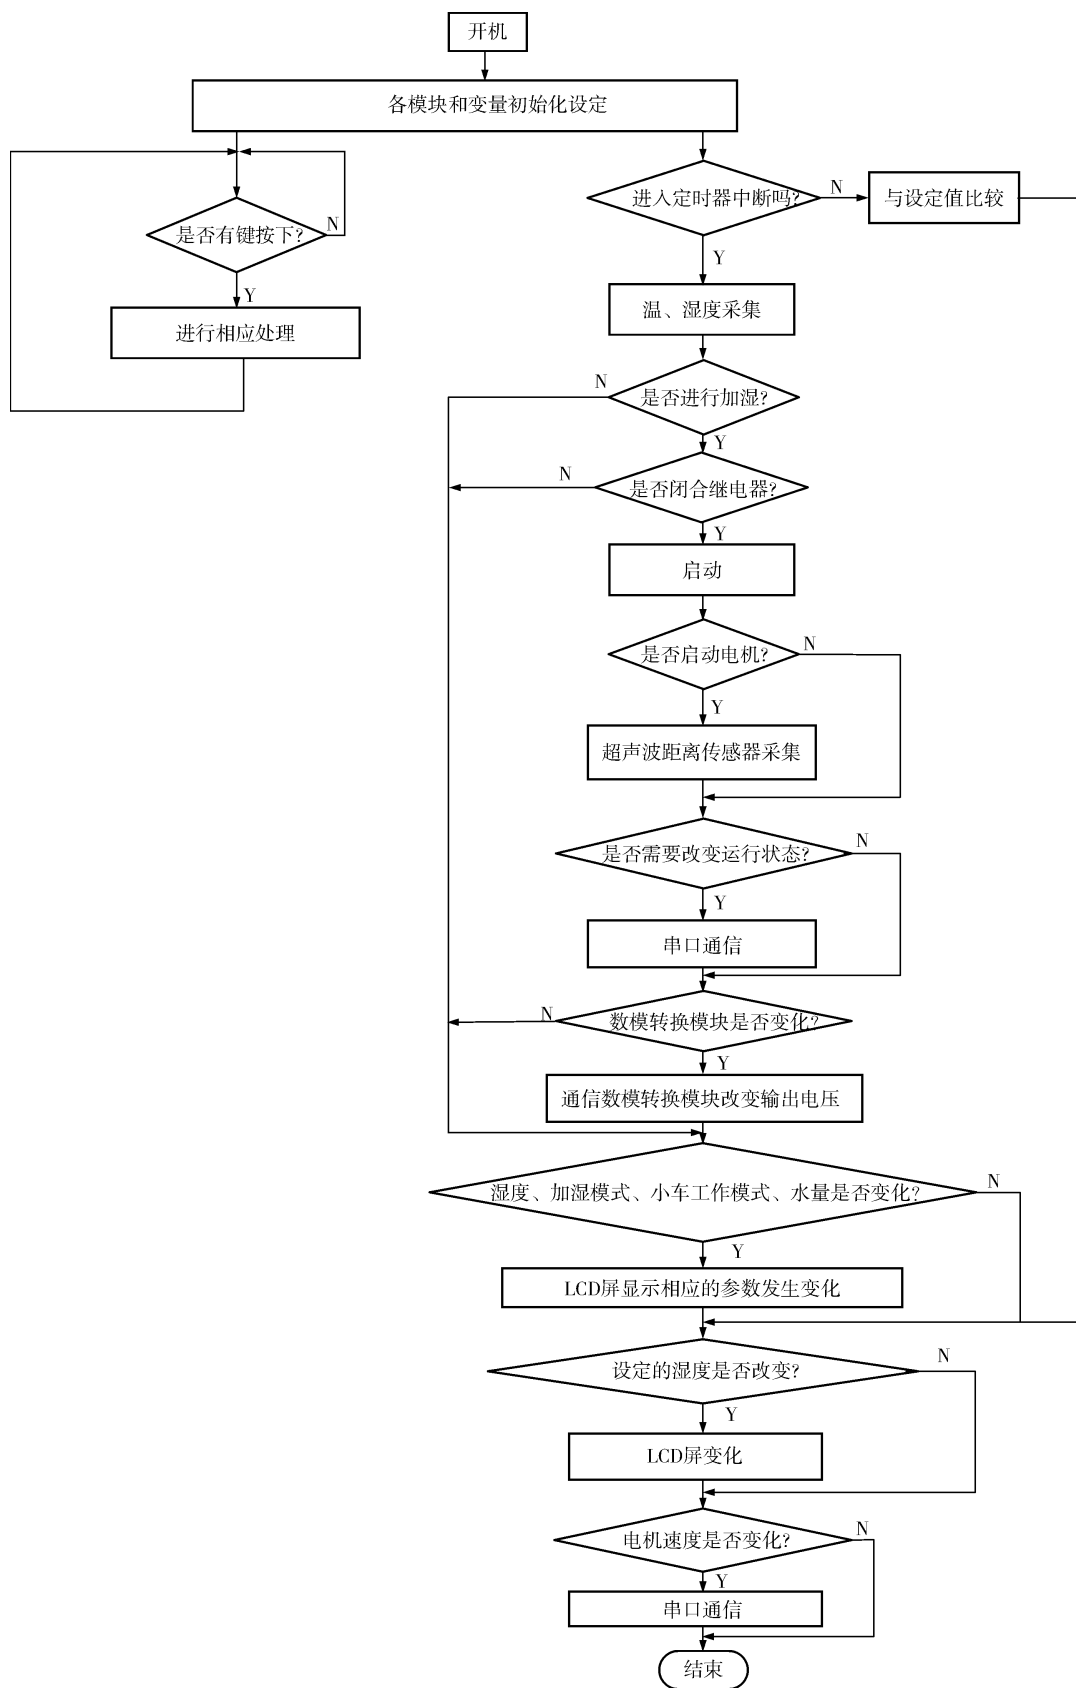 开机
各模块和变量初始化设定
进入定时器中断吗?
N
与设定值比较
是否有键按下?
N
Y
Y
进行相应处理
温、湿度采集
N
是否进行加湿?
Y
N
是否闭合继电器?
Y
启动
是否启动电机?
N
Y
超声波距离传感器采集
是否需要改变运行状态?
N
Y
串口通信
N
数模转换模块是否变化?
Y
通信数模转换模块改变输出电压
湿度、加湿模式、小车工作模式、水量是否变化?
N
Y
LCD屏显示相应的参数发生变化
设定的湿度是否改变?
N
Y
LCD屏变化
电机速度是否变化?
N
Y
串口通信
结束